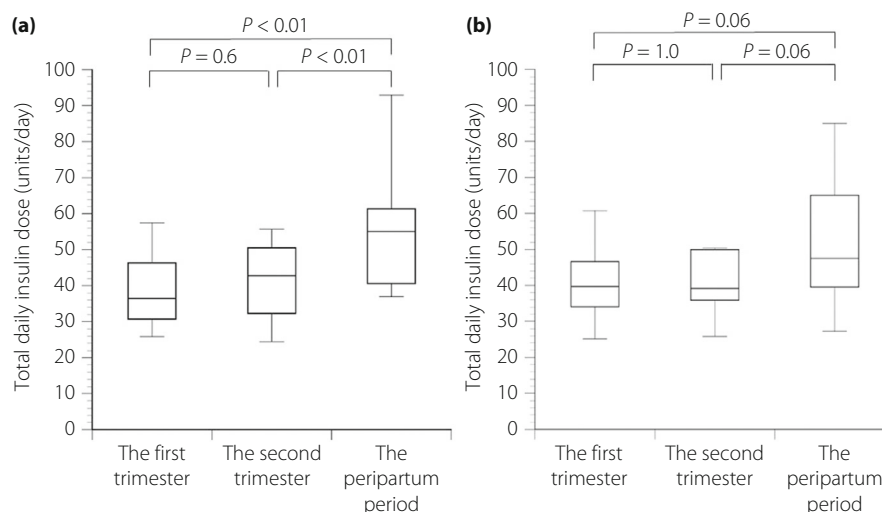 (a)
P < 0.01
P = 0.6
P < 0.01
Total daily insulin dose (units/day)
100
90
80
70
60
50
40
30
20
10
0
The first
trimester
The second
trimester
The
peripartum
period
(b)
P = 0.06
P = 1.0
P = 0.06
Total daily insulin dose (units/day)
100
90
80
70
60
50
40
30
20
10
0
The first
trimester
The second
trimester
The
peripartum
period